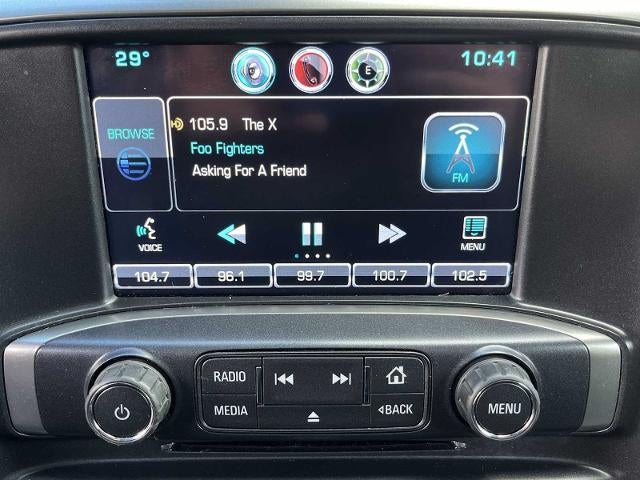 29° 10:41
E
BROWSE
HD 105.9 The X
Foo Fighters
Asking For A Friend
FM
VOICE MENU
104.7 96.1 99.7 100.7 102.5
RADIO
MEDIA BACK
MENU